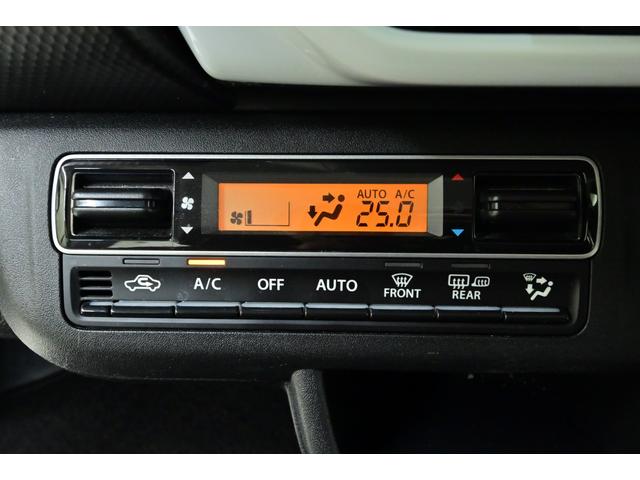 AUTO A/C
25.0
A/C
OFF
AUTO
FRONT
REAR